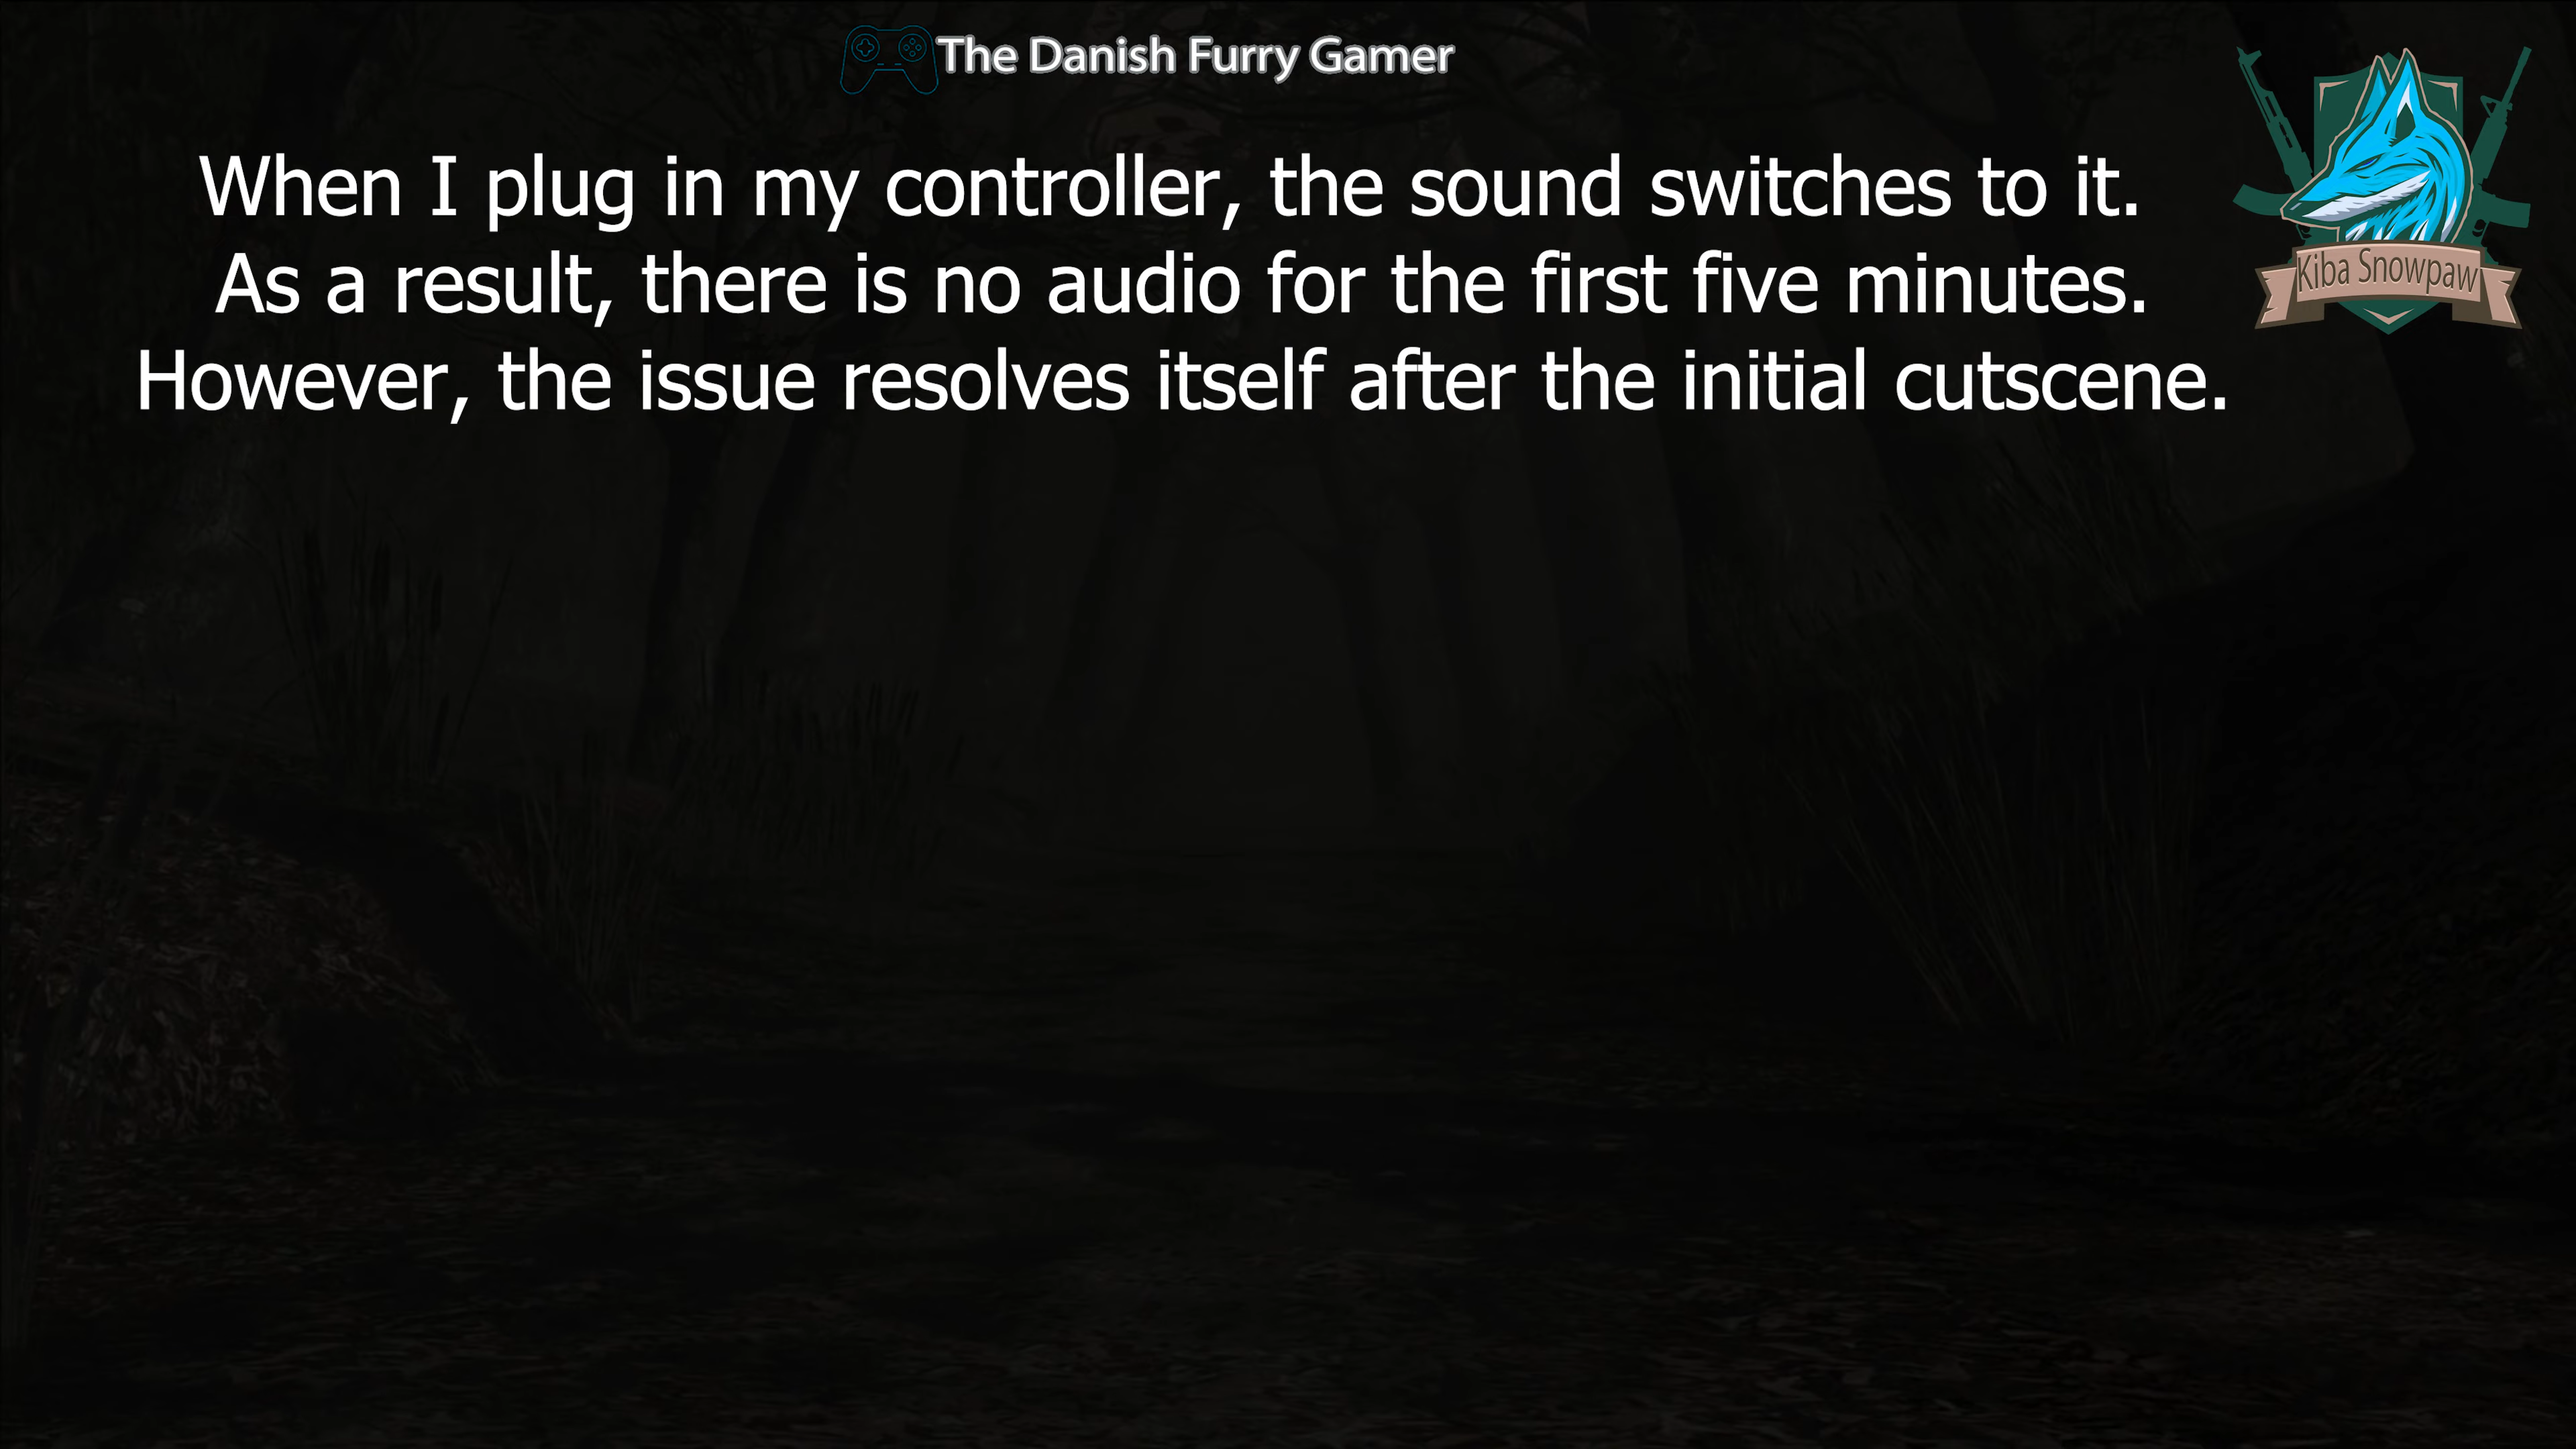 The Danish Furry Gamer
When I plug in my controller, the sound switches to it.
As a result, there is no audio for the first five minutes.
However, the issue resolves itself after the initial cutscene.
Kiba Snowpaw